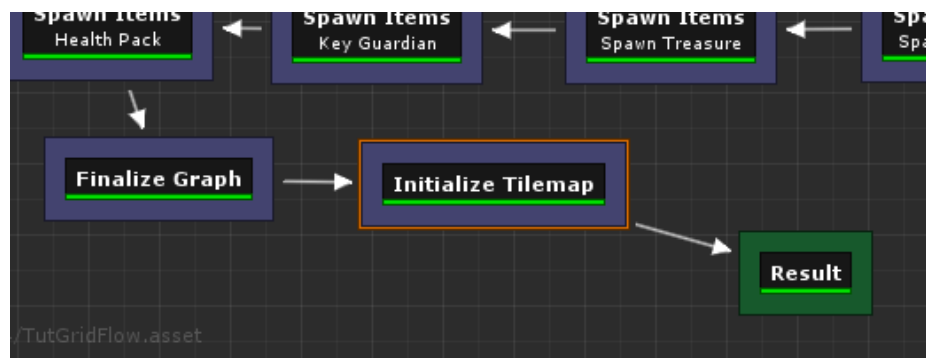 Spawn Items
Health Pack
Spawn Items
Key Guardian
Spawn Items
Spawn Treasure
Finalize Graph
Initialize Tilemap
Result
/TutGridFlow.asset